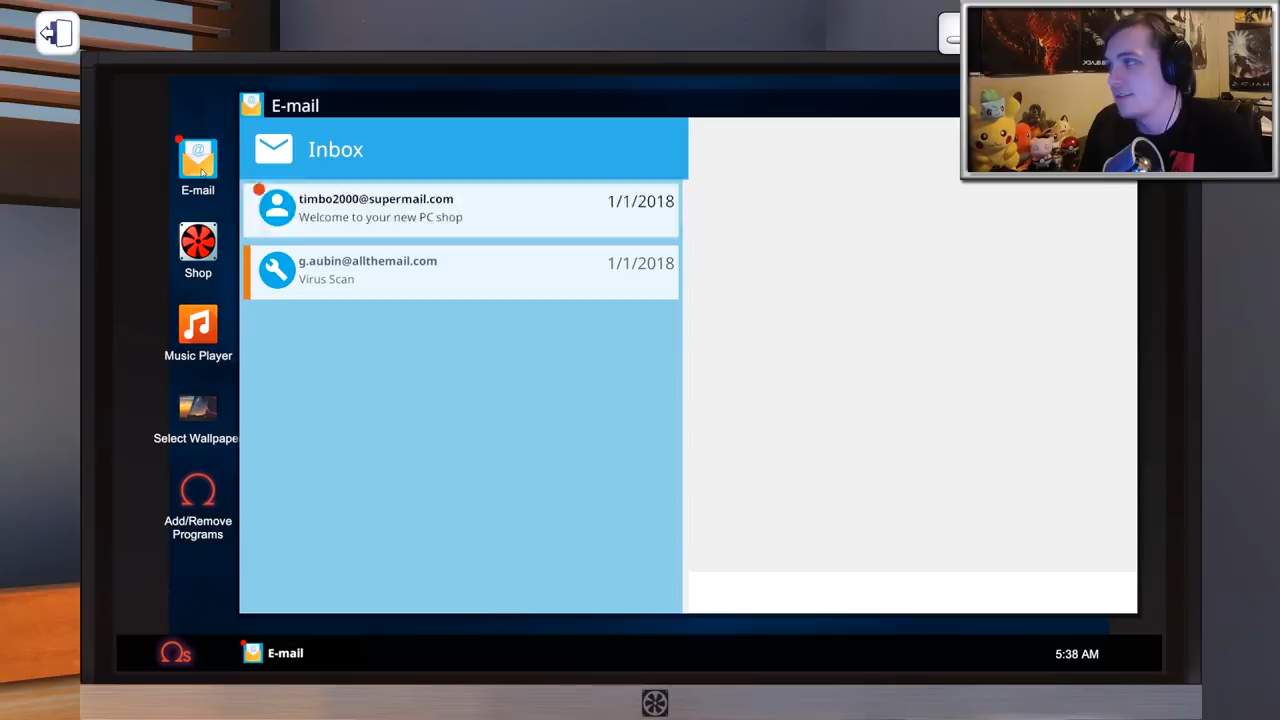 E-mail
Inbox
timbo2000@supermail.com 1/1/2018
Welcome to your new PC shop
g.aubin@allthemail.com 1/1/2018
Virus Scan
E-mail
Shop
Music Player
Select Wallpape
Add/Remove
Programs
Ωs
E-mail
5:38 AM